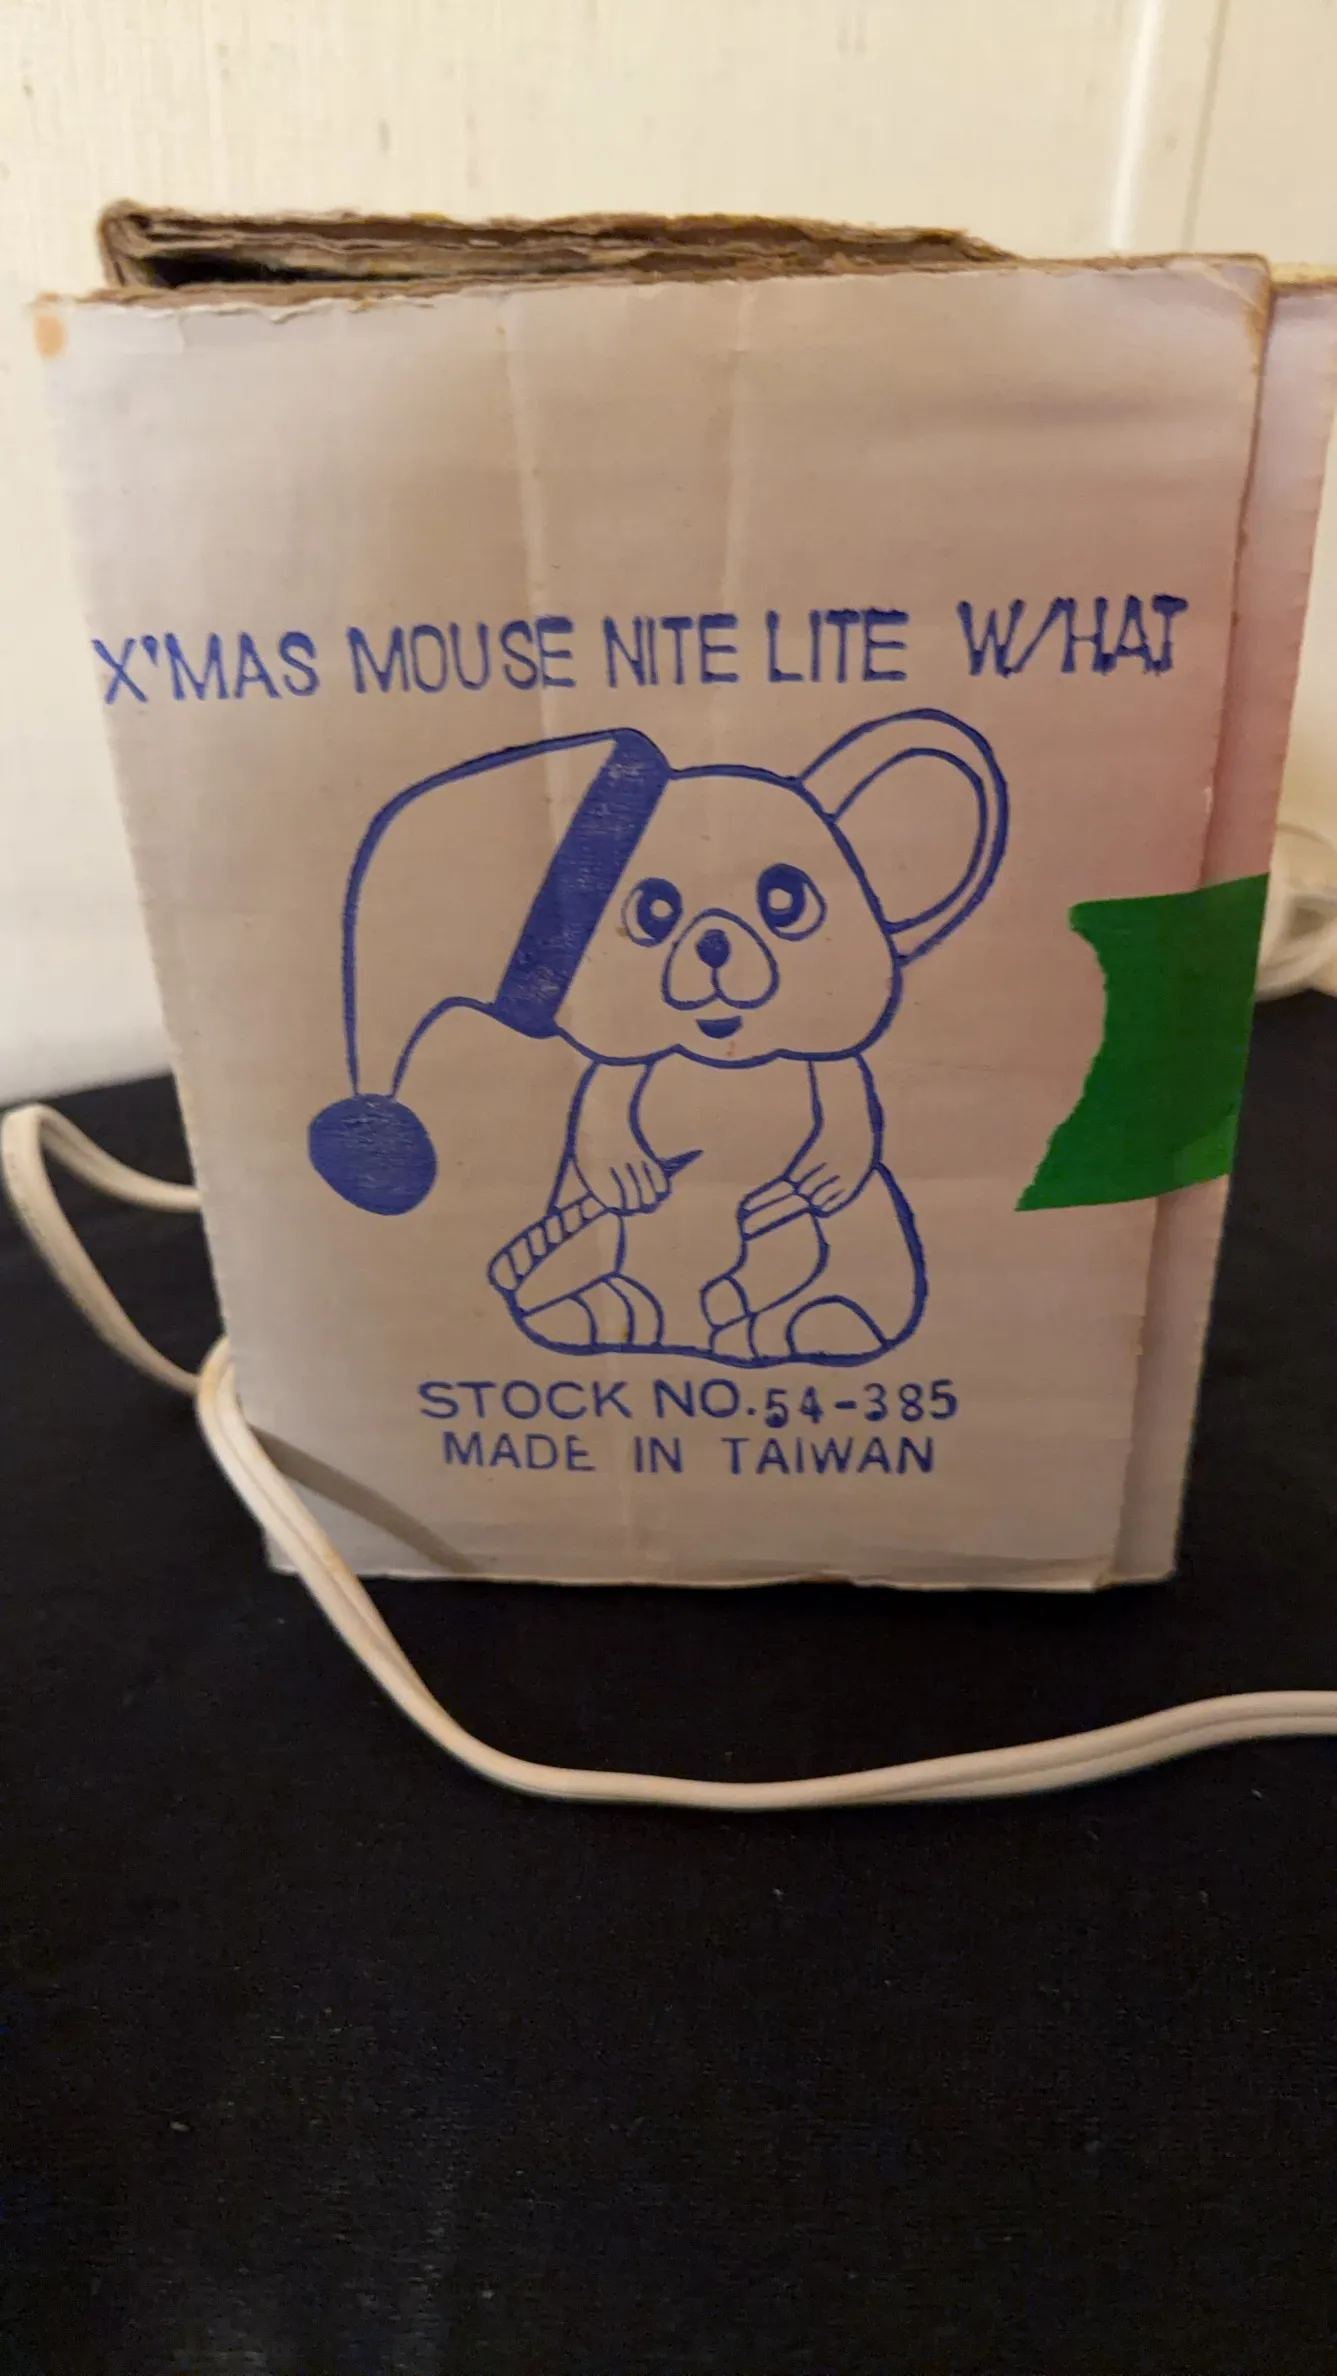 X'MAS MOUSE NITE LITE W/HAT
STOCK NO.54-385
MADE IN TAIWAN